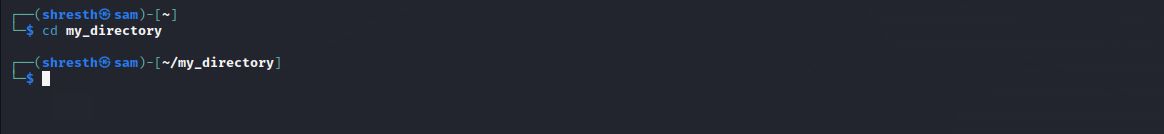 ┌──(shresth㉿sam)-[~]
└─$ cd my_directory
┌──(shresth㉿sam)-[~/my_directory]
└─$